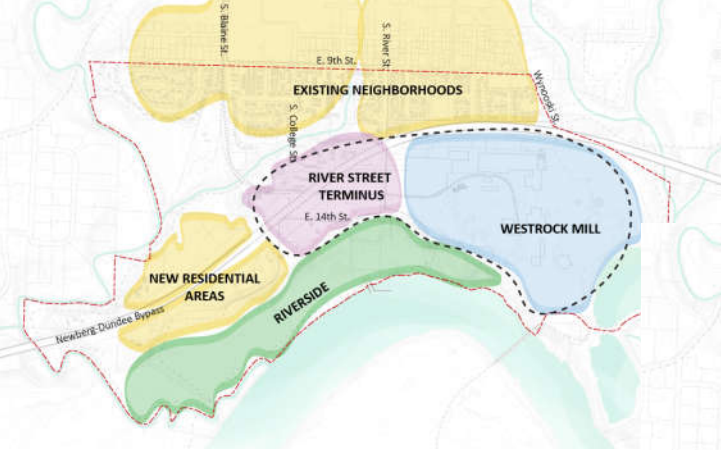 S. Blaine St.
S. River St.
E. 9th St.
Wynooski St.
EXISTING NEIGHBORHOODS
S. College St.
RIVER STREET
TERMINUS
E. 14th St.
WESTROCK MILL
NEW RESIDENTIAL
AREAS
RIVERSIDE
Newberg-Dundee Bypass